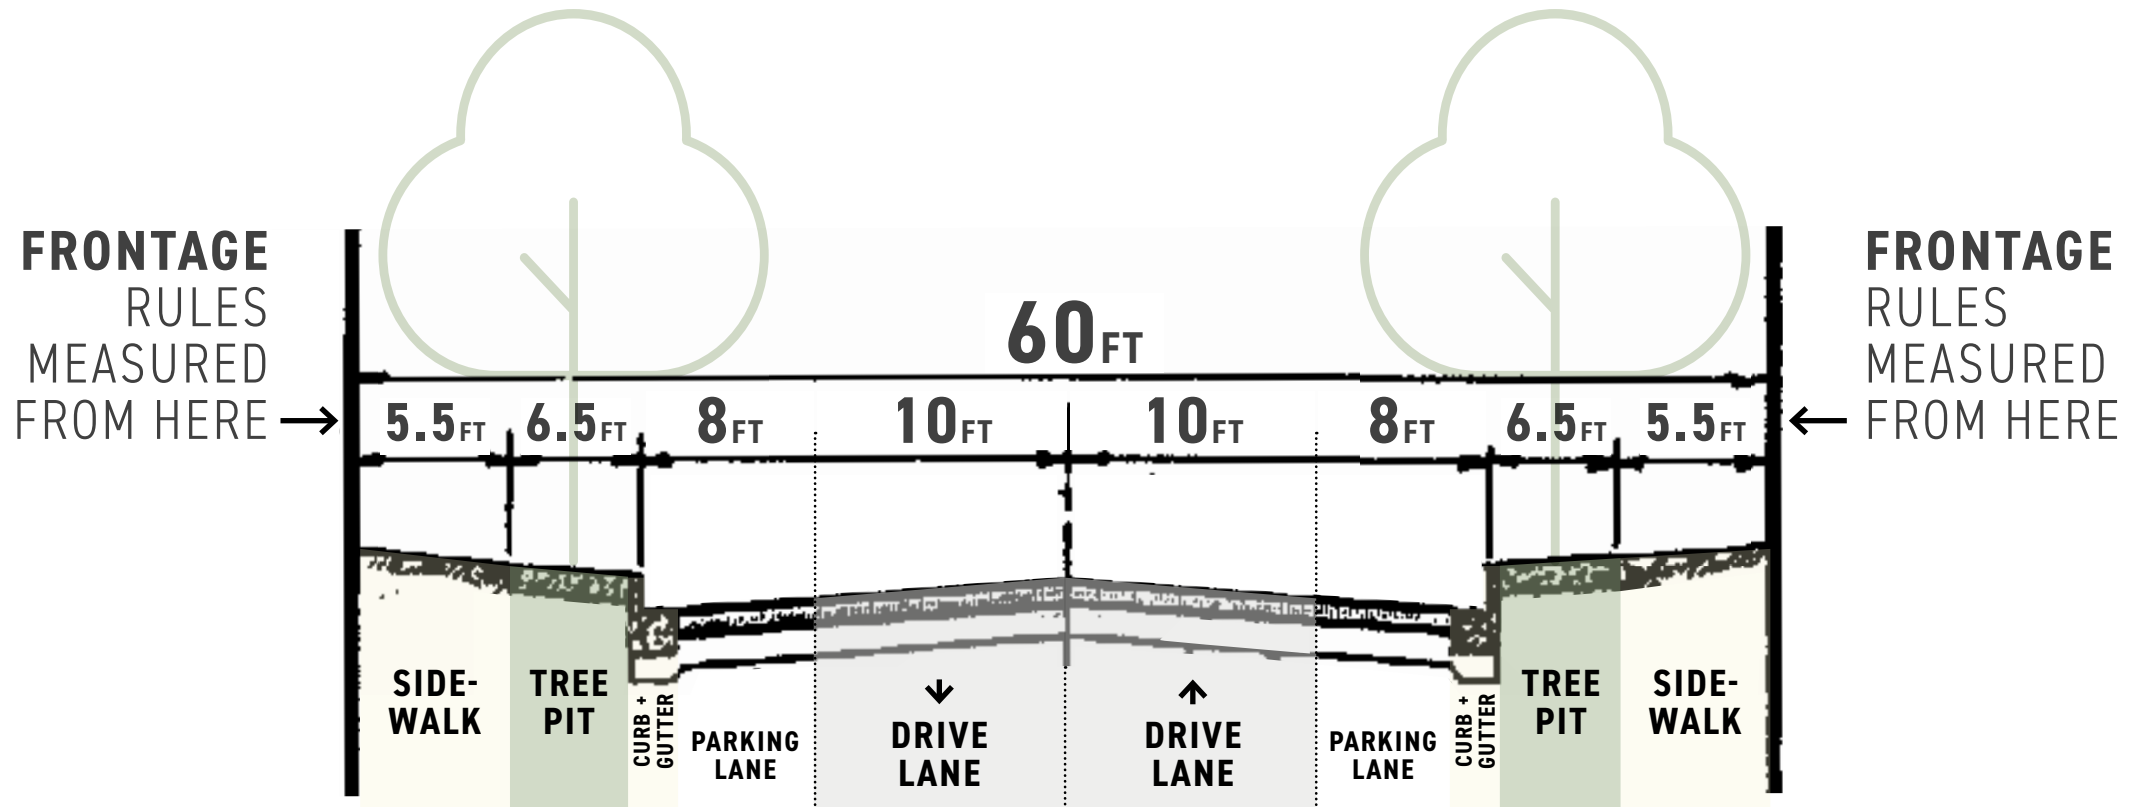 FRONTAGE
RULES
MEASURED
FROM HERE
60FT
FRONTAGE
RULES
MEASURED
FROM HERE
5.5FT 6.5FT 8FT 10FT 10FT 8FT 6.5FT 5.5FT
SIDE-
WALK
TREE
PIT
CURB +
GUTTER
PARKING
LANE
DRIVE
LANE
DRIVE
LANE
PARKING
LANE
CURB +
GUTTER
TREE
PIT
SIDE-
WALK